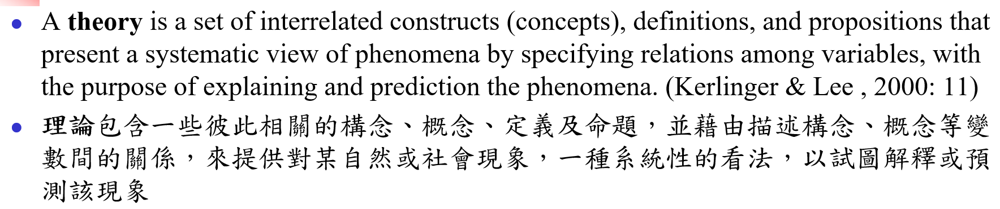 • A theory is a set of interrelated constructs (concepts), definitions, and propositions that
present a systematic view of phenomena by specifying relations among variables, with
the purpose of explaining and prediction the phenomena. (Kerlinger & Lee , 2000: 11)
• 理論包含一些彼此相關的構念、概念、定義及命題，並藉由描述構念、概念等變
數間的關係，來提供對某自然或社會現象，一種系統性的看法，以試圖解釋或預
測該現象